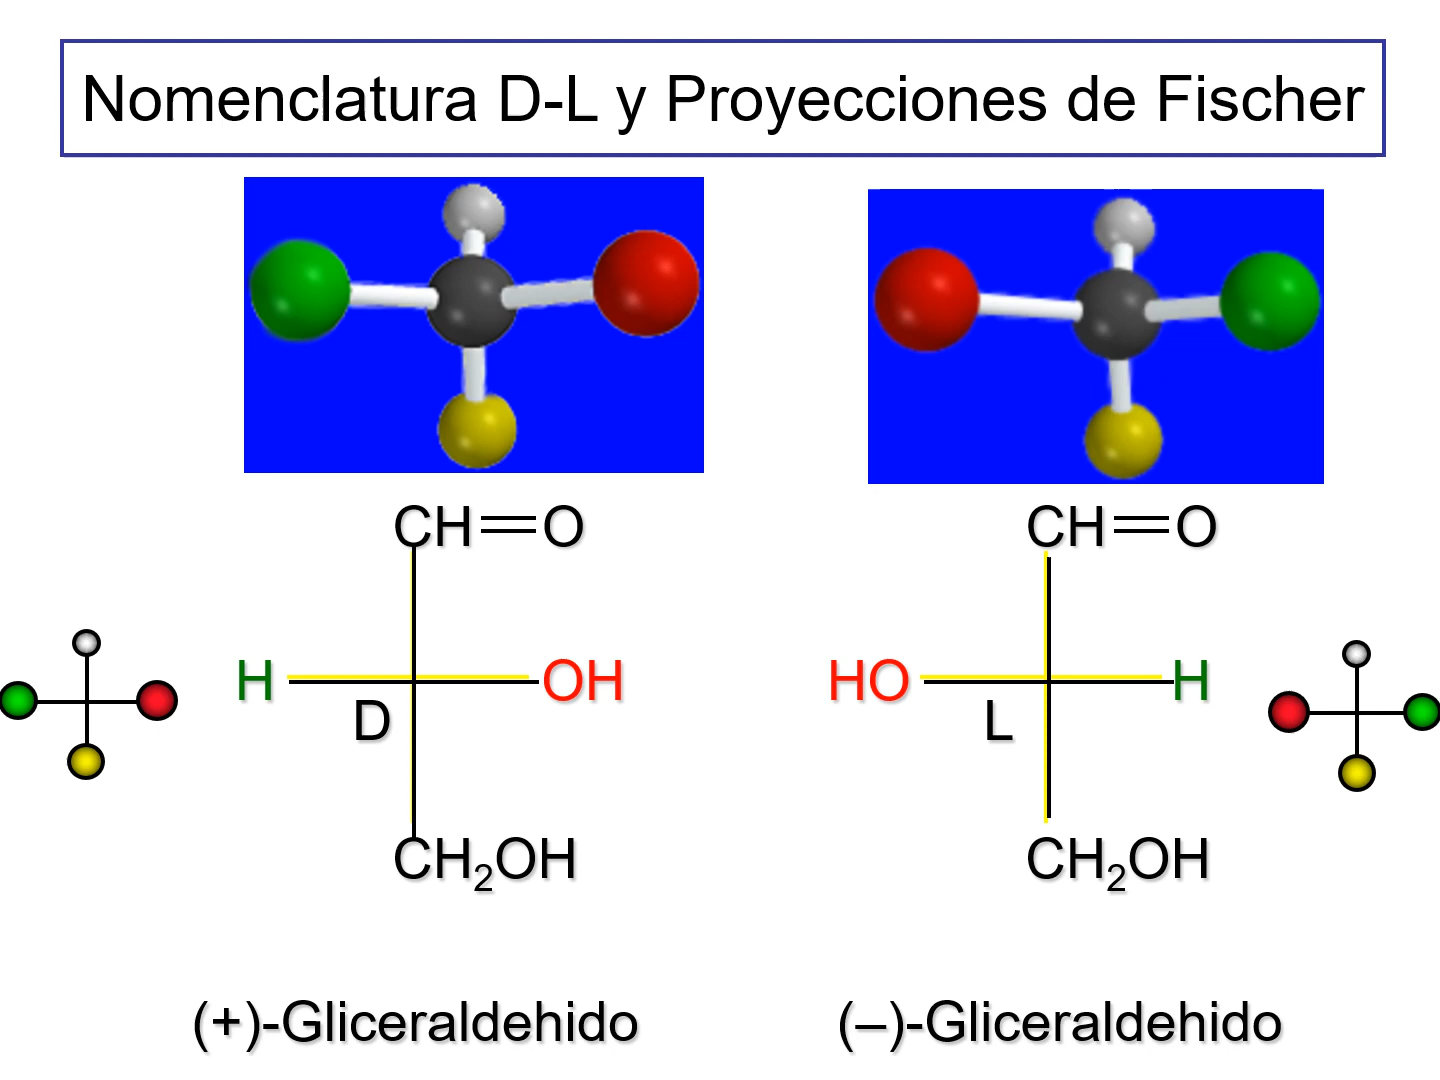 Nomenclatura D-L y Proyecciones de Fischer
CH=O
H OH
D
CH₂OH
(+)-Gliceraldehido
CH=O
HO H
L
CH₂OH
(–)-Gliceraldehido